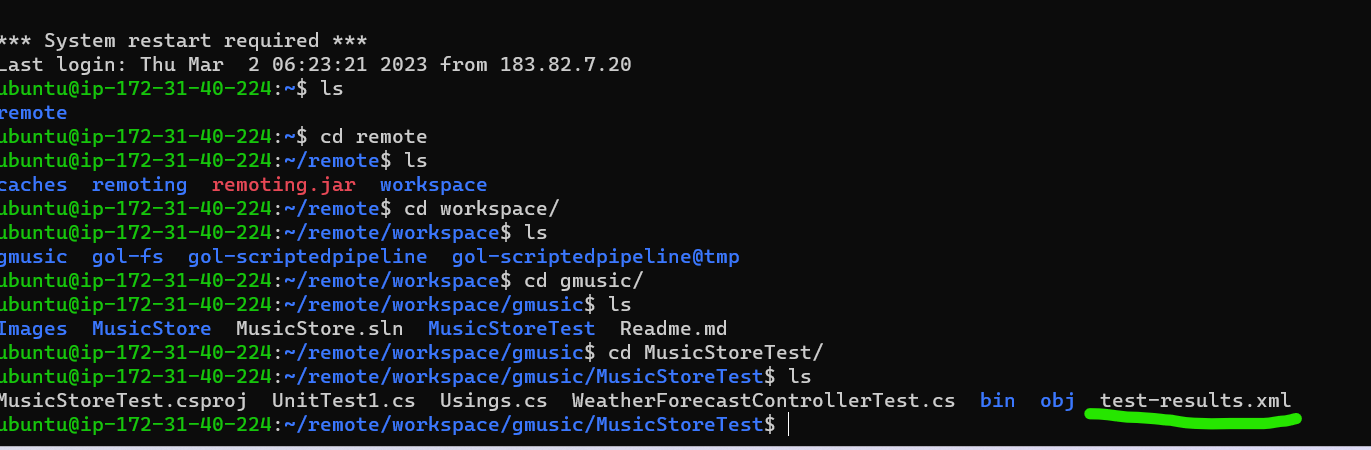 *** System restart required ***
Last login: Thu Mar  2 06:23:21 2023 from 183.82.7.20
ubuntu@ip-172-31-40-224:~$ ls
remote
ubuntu@ip-172-31-40-224:~$ cd remote
ubuntu@ip-172-31-40-224:~/remote$ ls
caches  remoting  remoting.jar  workspace
ubuntu@ip-172-31-40-224:~/remote$ cd workspace/
ubuntu@ip-172-31-40-224:~/remote/workspace$ ls
gmusic  gol-fs  gol-scriptedpipeline  gol-scriptedpipeline@tmp
ubuntu@ip-172-31-40-224:~/remote/workspace$ cd gmusic/
ubuntu@ip-172-31-40-224:~/remote/workspace/gmusic$ ls
Images  MusicStore  MusicStore.sln  MusicStoreTest  Readme.md
ubuntu@ip-172-31-40-224:~/remote/workspace/gmusic$ cd MusicStoreTest/
ubuntu@ip-172-31-40-224:~/remote/workspace/gmusic/MusicStoreTest$ ls
MusicStoreTest.csproj  UnitTest1.cs  Usings.cs  WeatherForecastControllerTest.cs  bin  obj  test-results.xml
ubuntu@ip-172-31-40-224:~/remote/workspace/gmusic/MusicStoreTest$